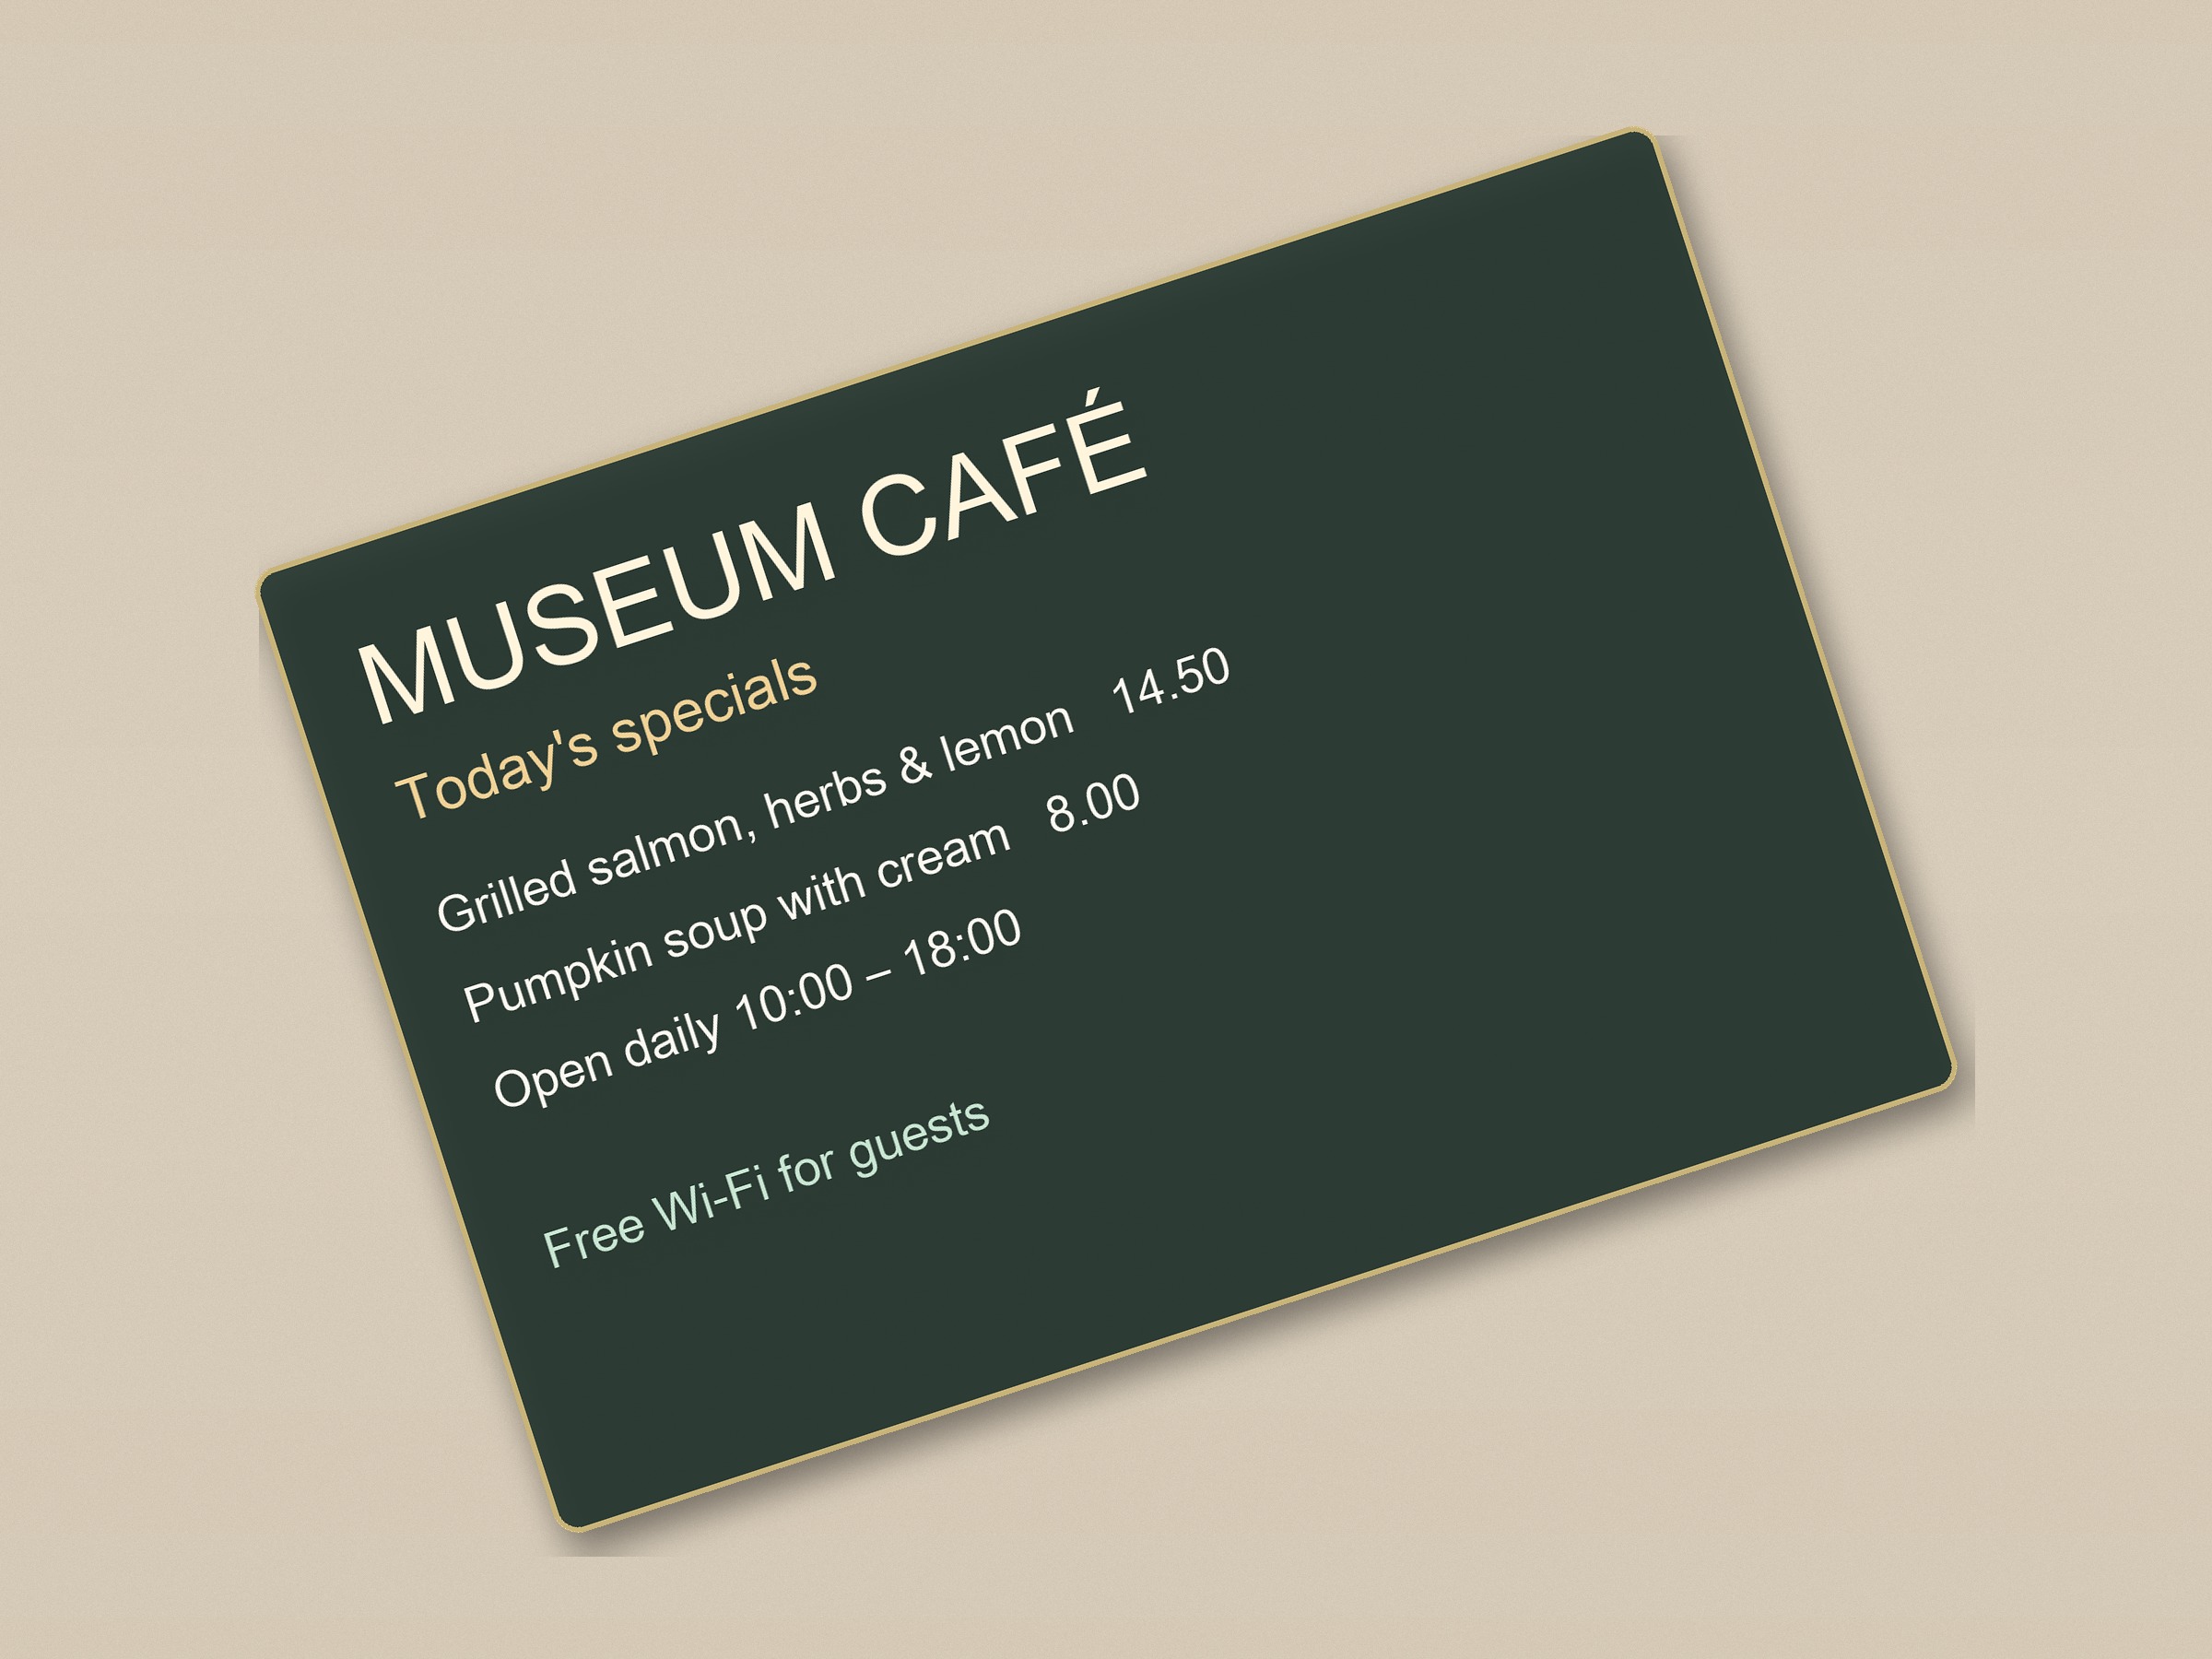 MUSEUM CAFÉ
Today's specials
Grilled salmon, herbs & lemon 14.50
Pumpkin soup with cream 8.00
Open daily 10:00 – 18:00
Free Wi-Fi for guests